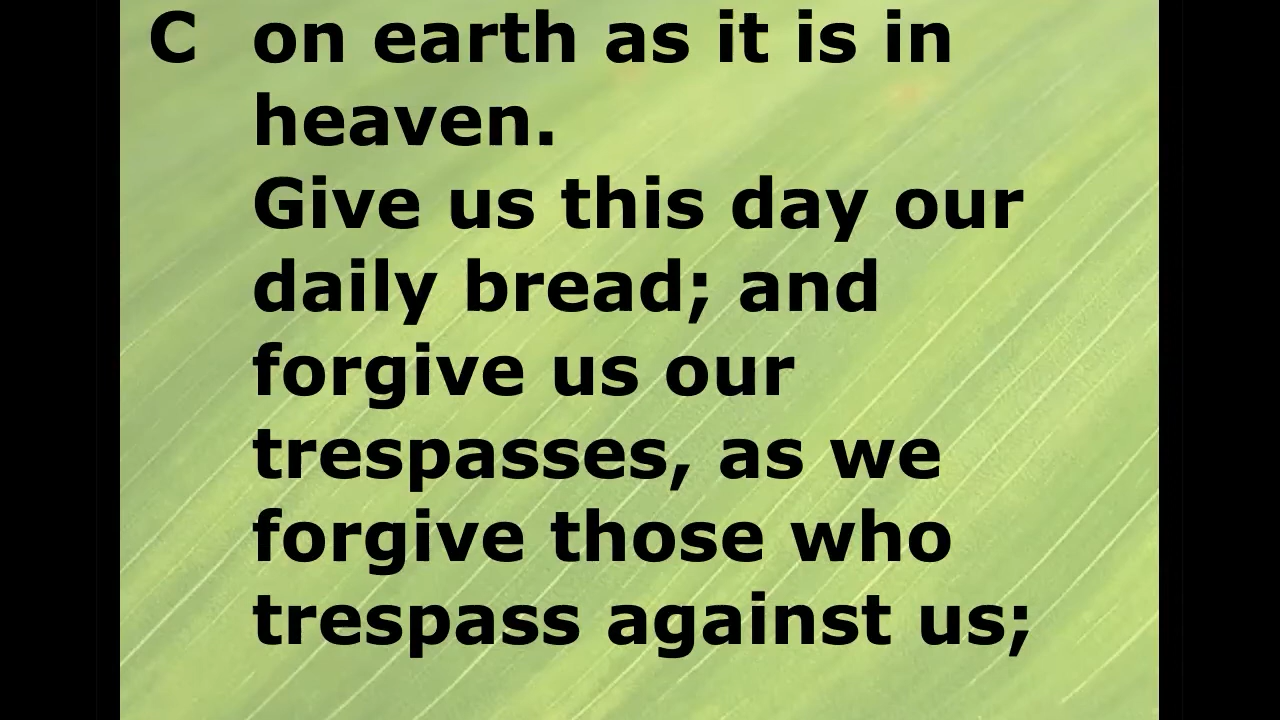 C on earth as it is in
heaven.
Give us this day our
daily bread; and
forgive us our
trespasses, as we
forgive those who
trespass against us;